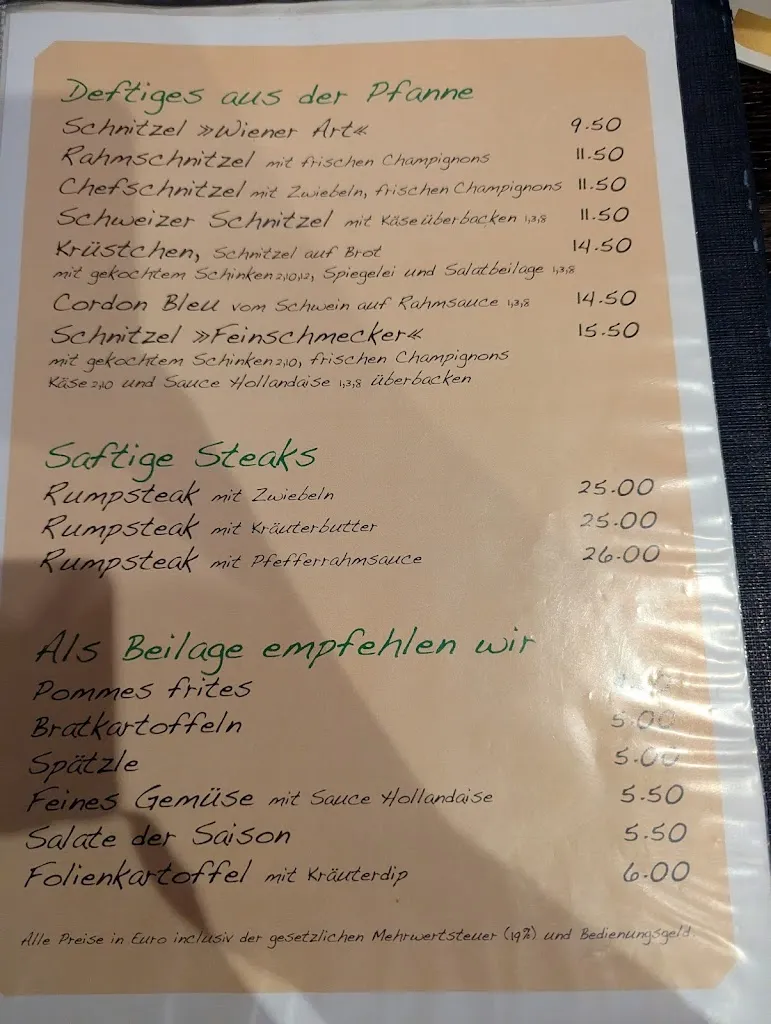 Deftiges aus der Pfanne
Schnitzel »Wiener Art« 9.50
Rahmschnitzel mit frischen Champignons 11.50
Chefschnitzel mit Zwiebeln, frischen Champignons 11.50
Schweizer Schnitzel mit Käse überbacken 1,3,8 11.50
Krüstchen, Schnitzel auf Brot 14.50
mit gekochtem Schinken 2,10,12, Spiegelei und Salatbeilage 1,3,8
Cordon Bleu vom Schwein auf Rahmsauce 1,3,8 14.50
Schnitzel »Feinschmecker« 15.50
mit gekochtem Schinken 2,10, frischen Champignons
Käse 2,10 und Sauce Hollandaise 1,3,8 überbacken
Saftige Steaks
Rumpsteak mit Zwiebeln 25.00
Rumpsteak mit Kräuterbutter 25.00
Rumpsteak mit Pfefferrahmsauce 26.00
Als Beilage empfehlen wir
Pommes frites
Bratkartoffeln 5.00
Spätzle 5.00
Feines Gemüse mit Sauce Hollandaise 5.50
Salate der Saison 5.50
Folienkartoffel mit Kräuterdip 6.00
Alle Preise in Euro inclusiv der gesetzlichen Mehrwertsteuer (19%) und Bedienungsgeld.